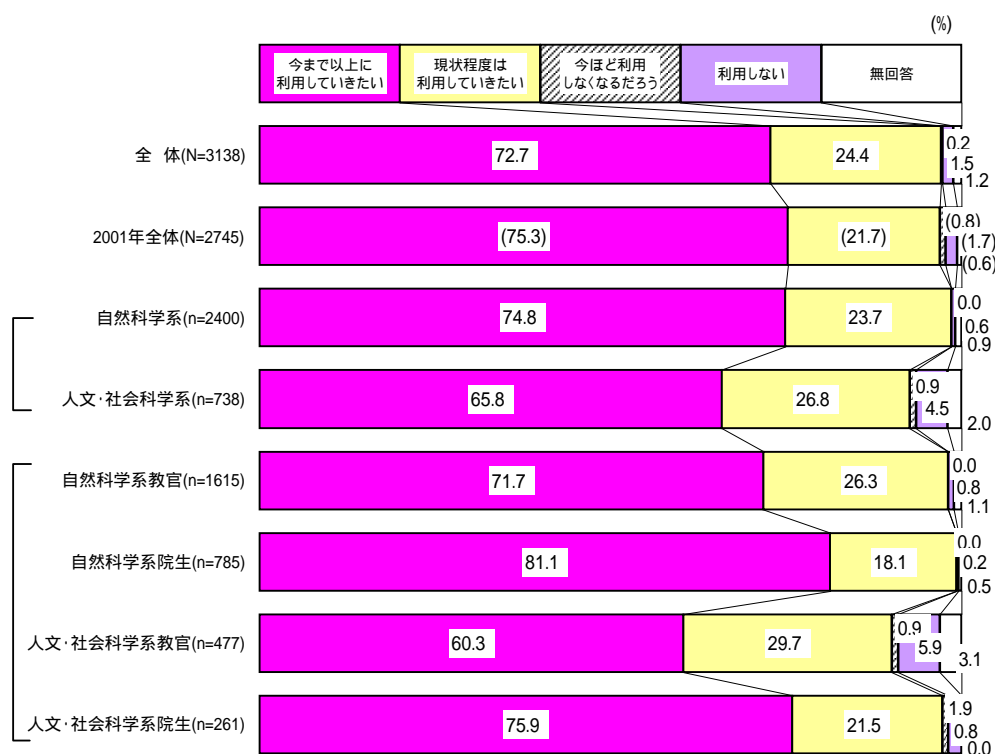 (%)
今まで以上に
利用していきたい
現状程度は
利用していきたい
今ほど利用
しなくなるだろう
利用しない
無回答
全 体(N=3138)
72.7
24.4
0.2
1.5
1.2
2001年全体(N=2745)
(75.3)
(21.7)
(0.8)
(1.7)
(0.6)
自然科学系(n=2400)
74.8
23.7
0.0
0.6
0.9
人文・社会科学系(n=738)
65.8
26.8
0.9
4.5
2.0
自然科学系教官(n=1615)
71.7
26.3
0.0
0.8
1.1
自然科学系院生(n=785)
81.1
18.1
0.0
0.2
0.5
人文・社会科学系教官(n=477)
60.3
29.7
0.9
5.9
3.1
人文・社会科学系院生(n=261)
75.9
21.5
1.9
0.8
0.0